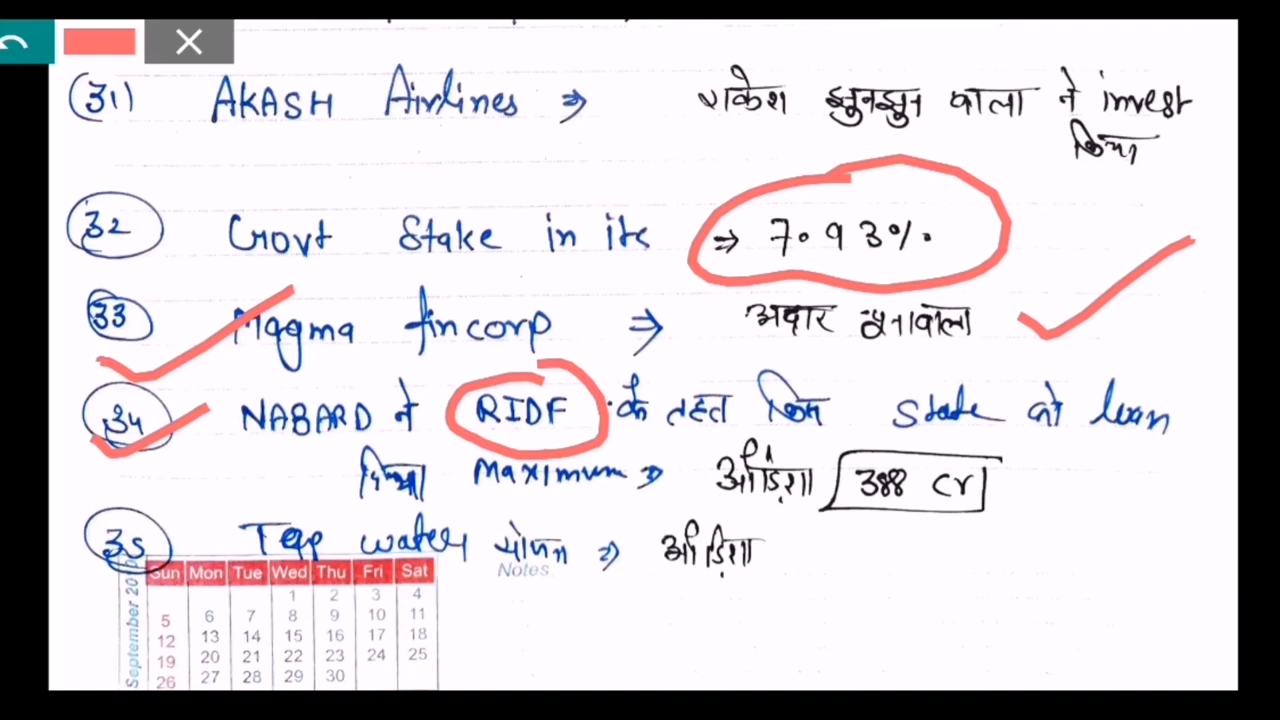 (31) AKASH Airlines ⇒ राकेश झुनझुन वाला ने invest
किया
32 Govt Stake in its ⇒ 7.93%.
33 Magma fincorp ⇒ अदार पूनावाला
34 NABARD ने RIDF के तहत किस State को loan
दिया Maximum ⇒ ओडिशा 388 Cr
35 Tapp water योजना ⇒ ओडिशा
Notes
September 20
Sun Mon Tue Wed Thu Fri Sat
1 2 3 4
5 6 7 8 9 10 11
12 13 14 15 16 17 18
19 20 21 22 23 24 25
26 27 28 29 30